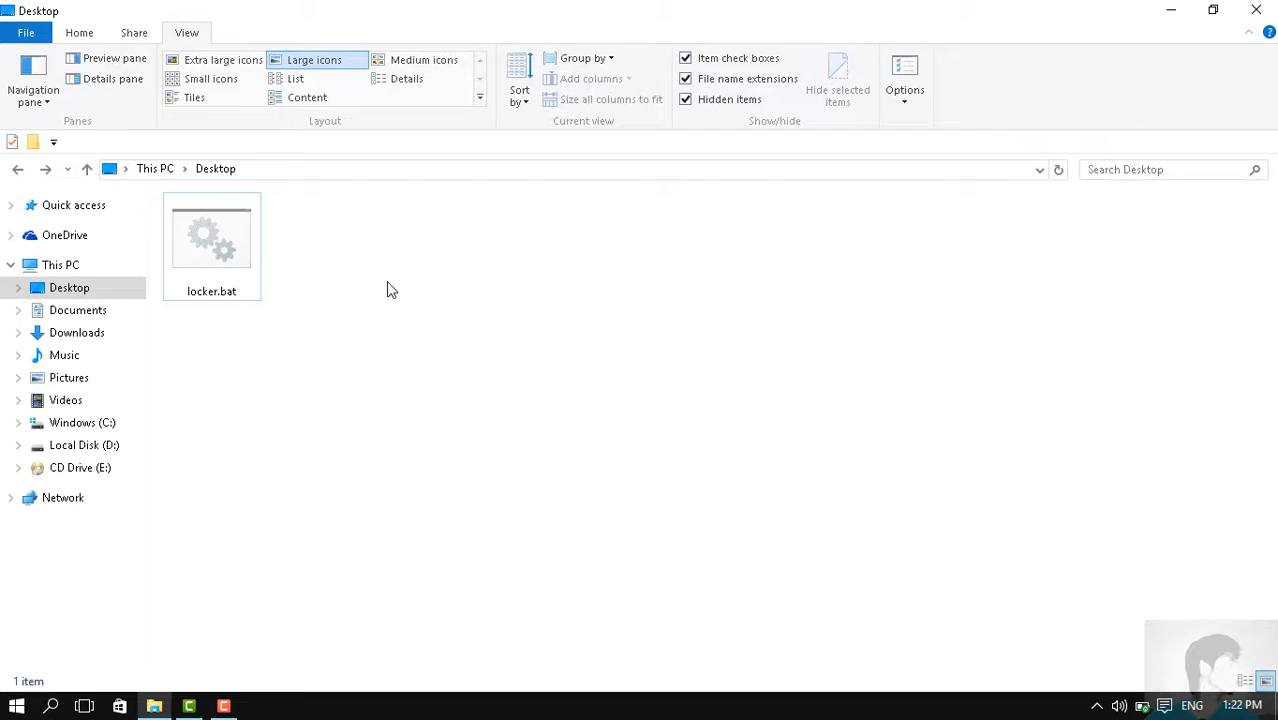 Desktop
File Home Share View
Navigation pane
Preview pane
Details pane
Panes
Extra large icons Large icons Medium icons
Small icons List Details
Tiles Content
Layout
Sort by
Group by
Add columns
Size all columns to fit
Current view
Item check boxes
File name extensions
Hidden items
Hide selected items
Show/hide
Options
This PC Desktop
Search Desktop
Quick access
OneDrive
This PC
Desktop
Documents
Downloads
Music
Pictures
Videos
Windows (C:)
Local Disk (D:)
CD Drive (E:)
Network
locker.bat
1 item
ENG 1:22 PM